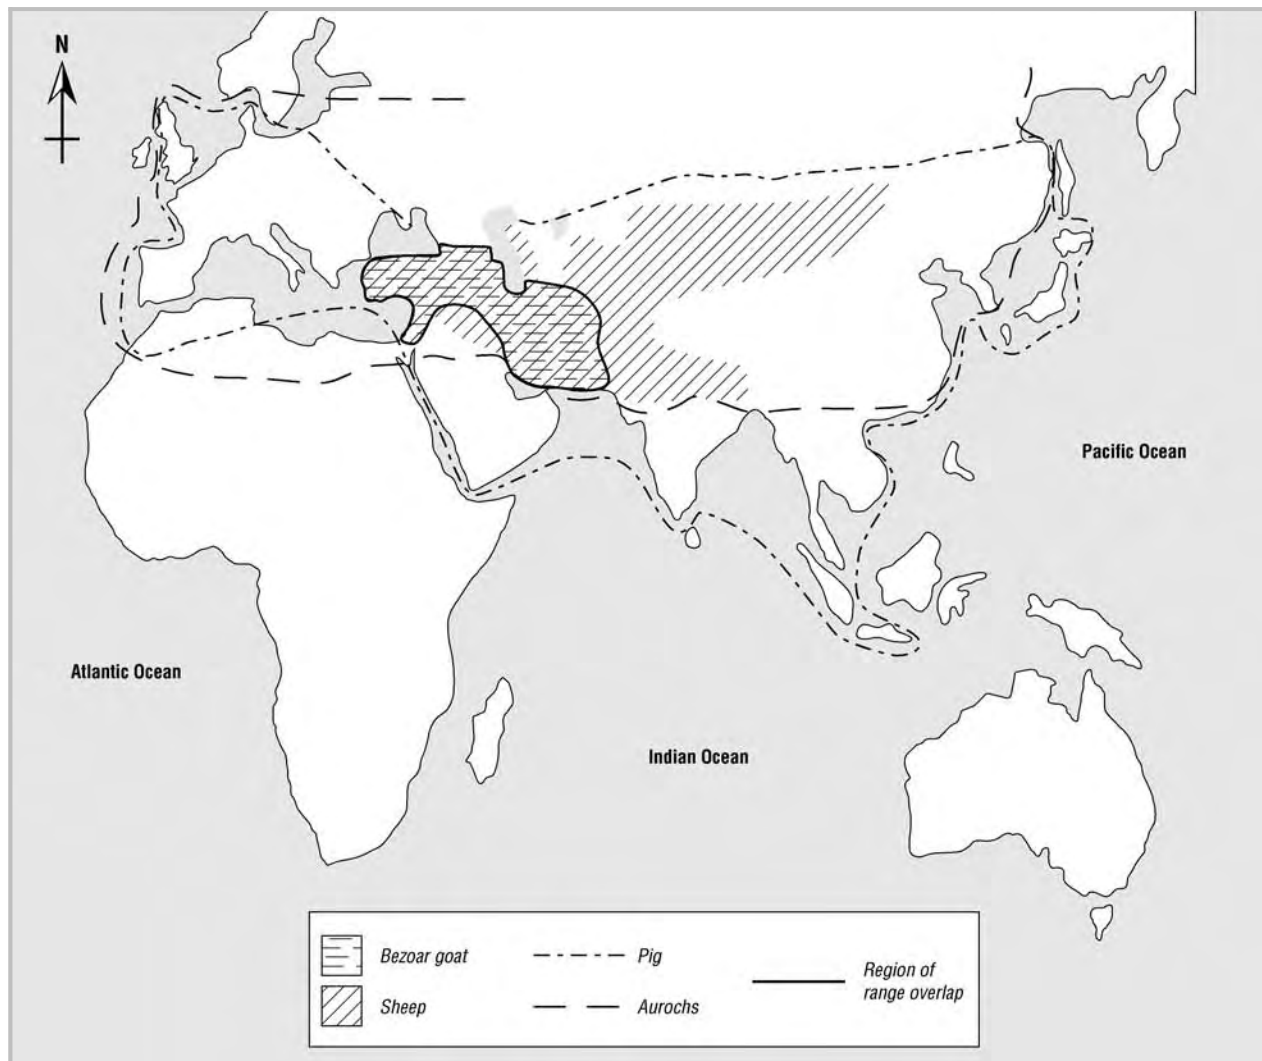 N
Pacific Ocean
Atlantic Ocean
Indian Ocean
Bezoar goat
Sheep
Pig
Aurochs
Region of
range overlap